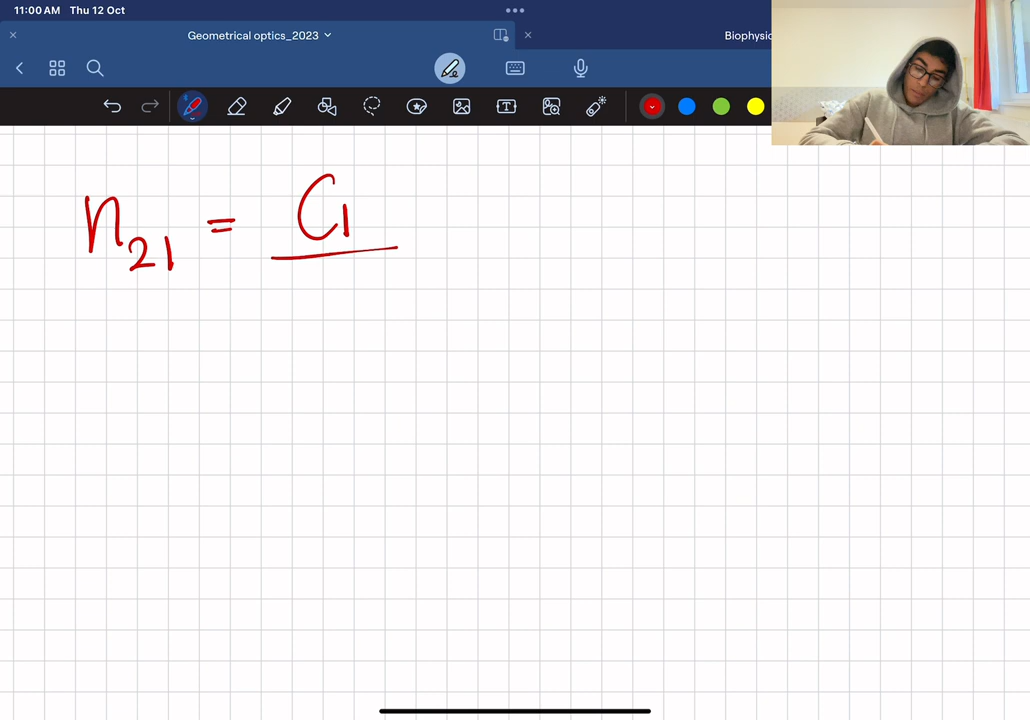 11:00 AM Thu 12 Oct
Geometrical optics_2023
Biophysic
n21 = C1